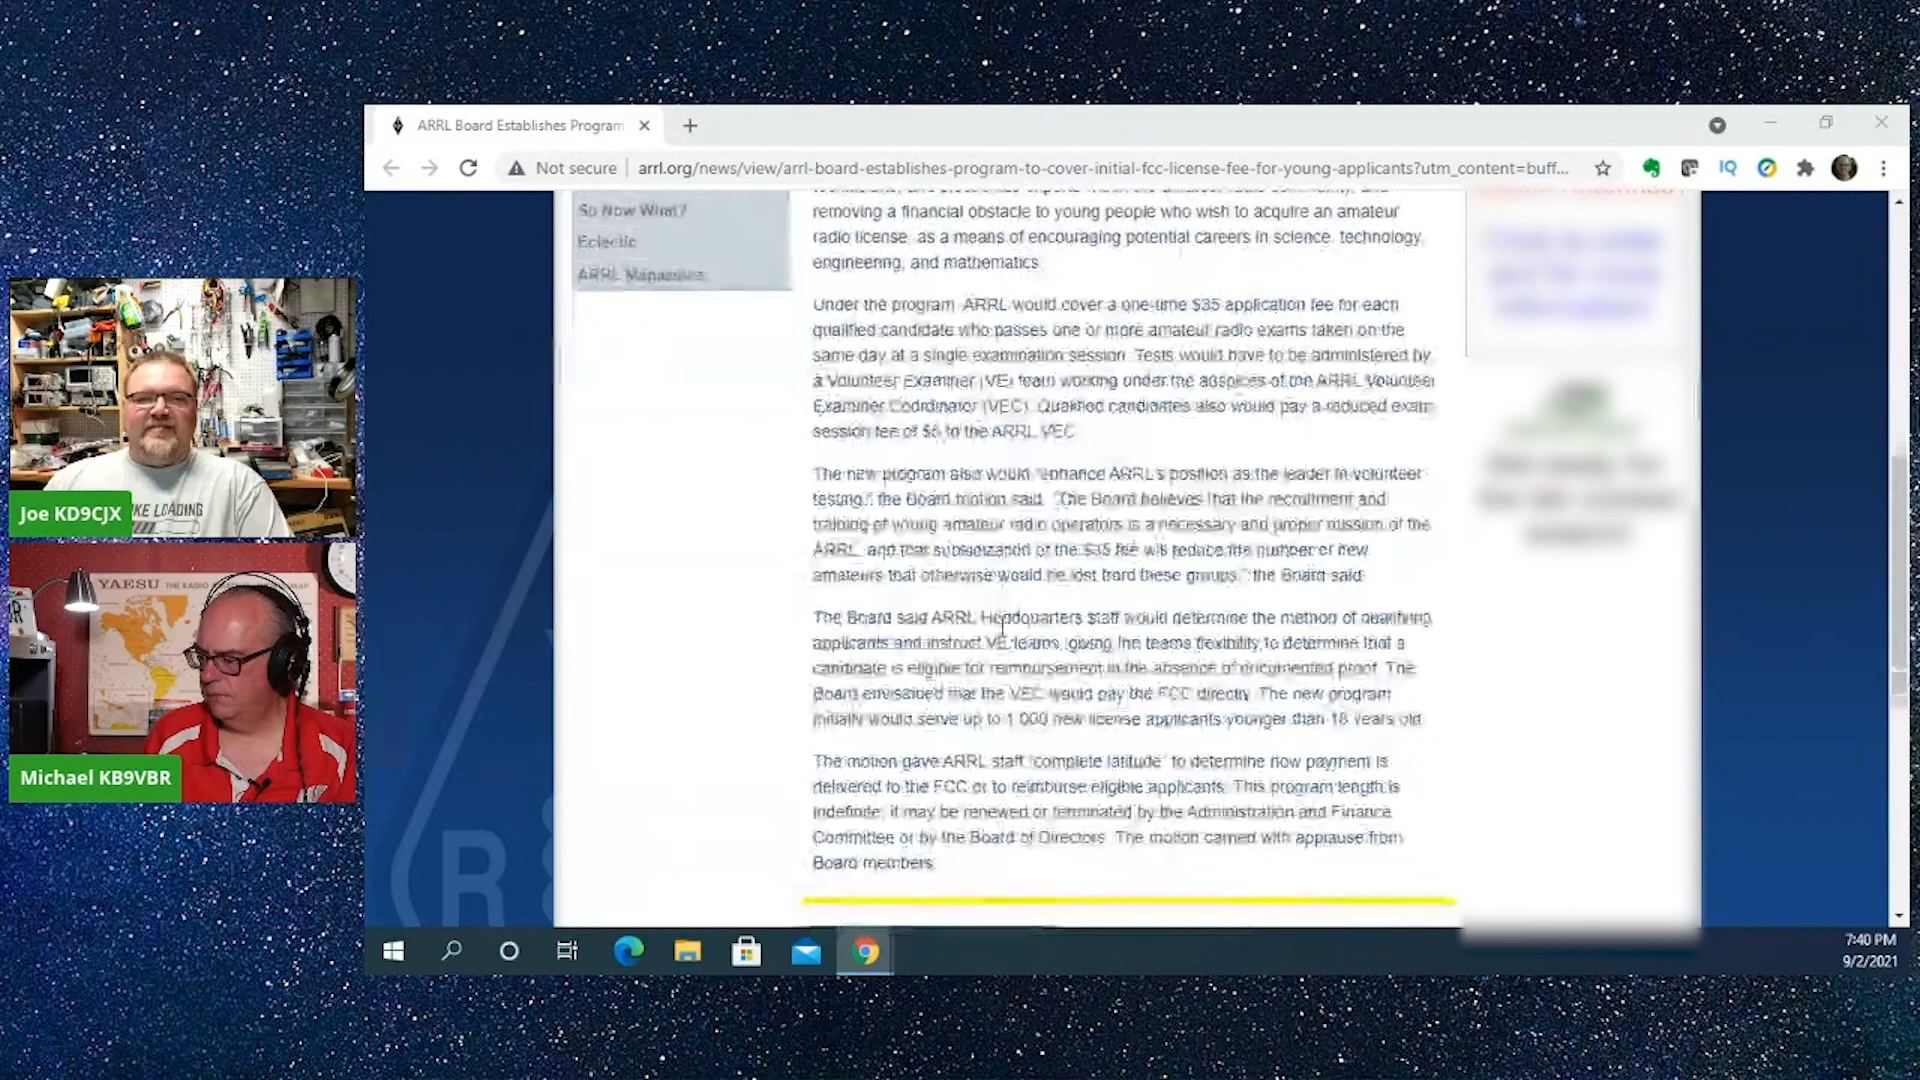 ARRL Board Establishes Program
Not secure
arrl.org/news/view/arrl-board-establishes-program-to-cover-initial-fcc-license-fee-for-young-applicants?utm_content=buff...
IQ
So Now What?
Eclectic
ARRL Magazines
removing a financial obstacle to young people who wish to acquire an amateur
radio license, as a means of encouraging potential careers in science, technology,
engineering, and mathematics.
Under the program, ARRL would cover a one-time $35 application fee for each
qualified candidate who passes one or more amateur radio exams taken on the
same day at a single examination session. Tests would have to be administered by
a Volunteer Examiner (VE) team working under the auspices of the ARRL Volunteer
Examiner Coordinator (VEC). Qualified candidates also would pay a reduced exam
session fee of $5 to the ARRL VEC.
The new program also would "enhance ARRL's position as the leader in volunteer
testing," the Board motion said. "The Board believes that the recruitment and
training of young amateur radio operators is a necessary and proper mission of the
ARRL, and that subsidization of the $35 fee will reduce the number of new
amateurs that otherwise would be lost from these groups," the Board said.
The Board said ARRL Headquarters Staff would determine the method of qualifying
applicants and instruct VE teams, giving the teams flexibility to determine that a
candidate is eligible for reimbursement in the absence of documented proof. The
Board envisioned that the VEC would pay the FCC directly. The new program
initially would serve up to 1,000 new license applicants younger than 18 years old.
The motion gave ARRL staff "complete latitude" to determine how payment is
delivered to the FCC or to reimburse eligible applicants. This program length is
indefinite; it may be renewed or terminated by the Administration and Finance
Committee or by the Board of Directors. The motion carried with applause from
Board members.
R
7:40 PM
9/2/2021
LOADING
Joe KD9CJX
YAESU THE RADIO
Michael KB9VBR